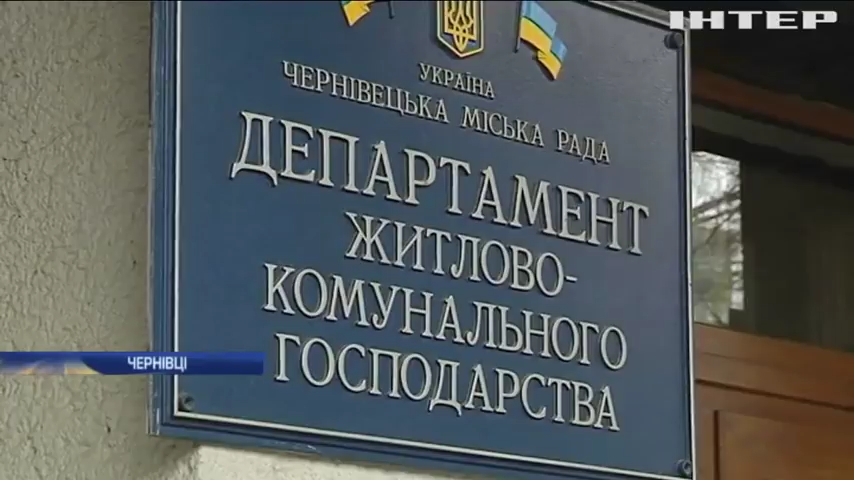 ІНТЕР
УКРАЇНА
ЧЕРНІВЕЦЬКА МІСЬКА РАДА
ДЕПАРТАМЕНТ
ЖИТЛОВО-
КОМУНАЛЬНОГО
ГОСПОДАРСТВА
ЧЕРНІВЦІ